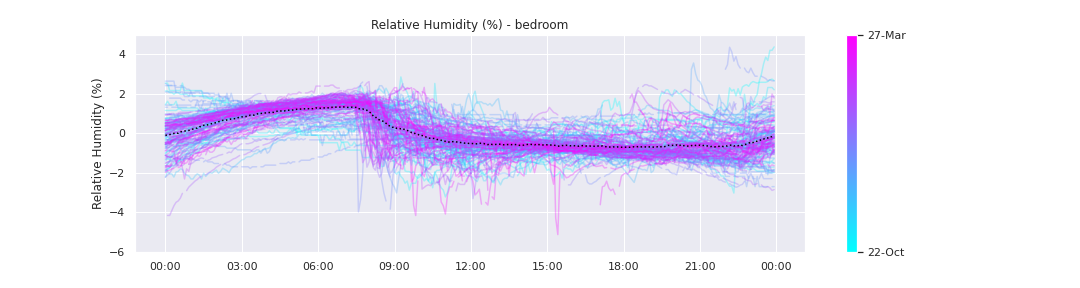 Relative Humidity (%) - bedroom
Relative Humidity (%)
4
2
0
−2
−4
−6
00:00 03:00 06:00 09:00 12:00 15:00 18:00 21:00 00:00
27-Mar
22-Oct